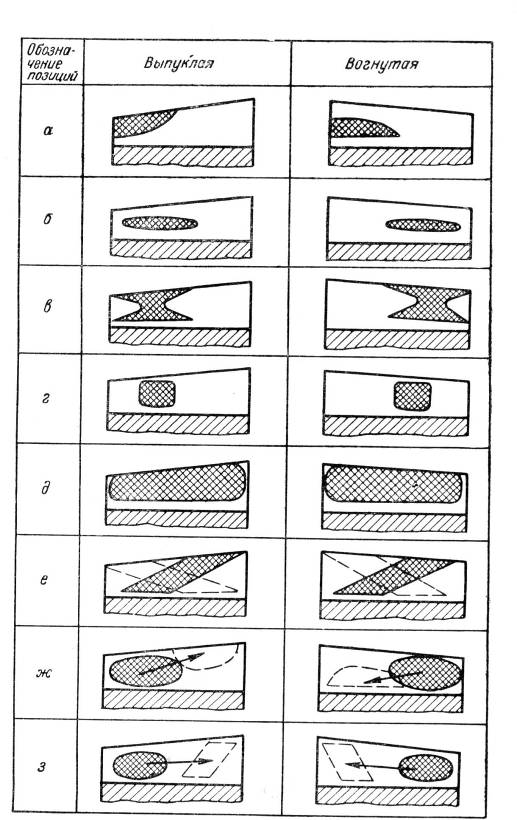 Обозна-
чение
позиций
Выпуклая
Вогнутая
а
б
в
г
д
е
ж
з